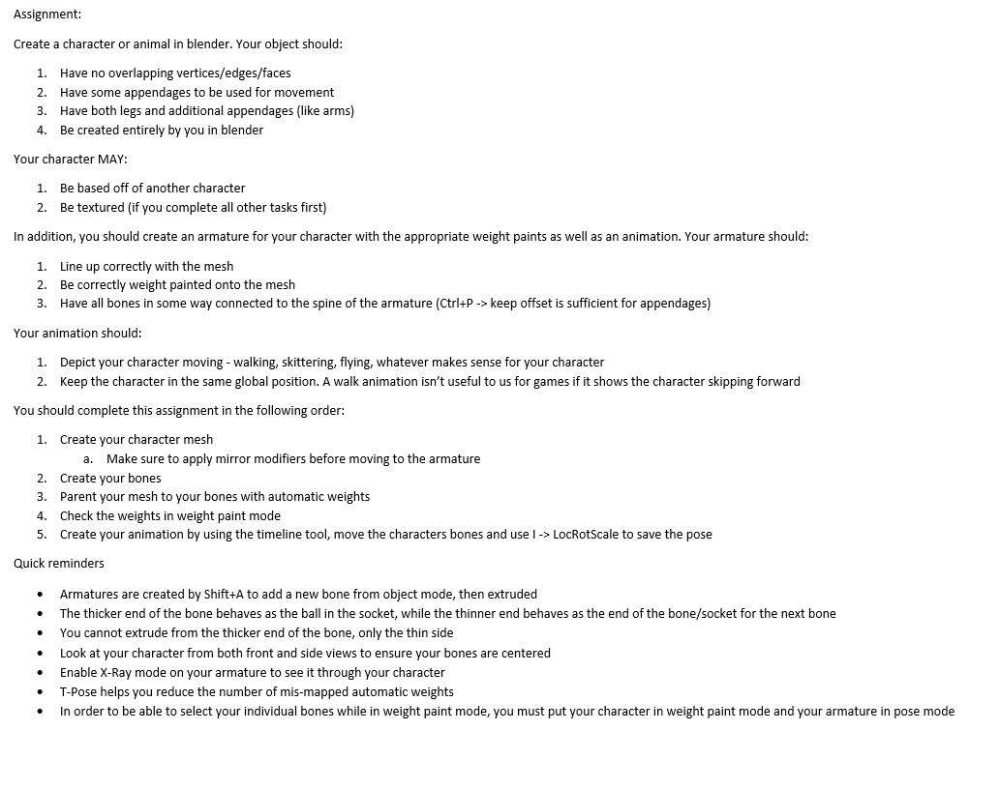 Assignment:
Create a character or animal in blender. Your object should:
1. Have no overlapping vertices/edges/faces
2. Have some appendages to be used for movement
3. Have both legs and additional appendages (like arms)
4. Be created entirely by you in blender
Your character MAY:
1. Be based off of another character
2. Be textured (if you complete all other tasks first)
In addition, you should create an armature for your character with the appropriate weight paints as well as an animation. Your armature should:
1. Line up correctly with the mesh
2. Be correctly weight painted onto the mesh
3. Have all bones in some way connected to the spine of the armature (Ctrl+P -> keep offset is sufficient for appendages)
Your animation should:
1. Depict your character moving - walking, skittering, flying, whatever makes sense for your character
2. Keep the character in the same global position. A walk animation isn’t useful to us for games if it shows the character skipping forward
You should complete this assignment in the following order:
1. Create your character mesh
a. Make sure to apply mirror modifiers before moving to the armature
2. Create your bones
3. Parent your mesh to your bones with automatic weights
4. Check the weights in weight paint mode
5. Create your animation by using the timeline tool, move the characters bones and use I -> LocRotScale to save the pose
Quick reminders
• Armatures are created by Shift+A to add a new bone from object mode, then extruded
• The thicker end of the bone behaves as the ball in the socket, while the thinner end behaves as the end of the bone/socket for the next bone
• You cannot extrude from the thicker end of the bone, only the thin side
• Look at your character from both front and side views to ensure your bones are centered
• Enable X-Ray mode on your armature to see it through your character
• T-Pose helps you reduce the number of mis-mapped automatic weights
• In order to be able to select your individual bones while in weight paint mode, you must put your character in weight paint mode and your armature in pose mode